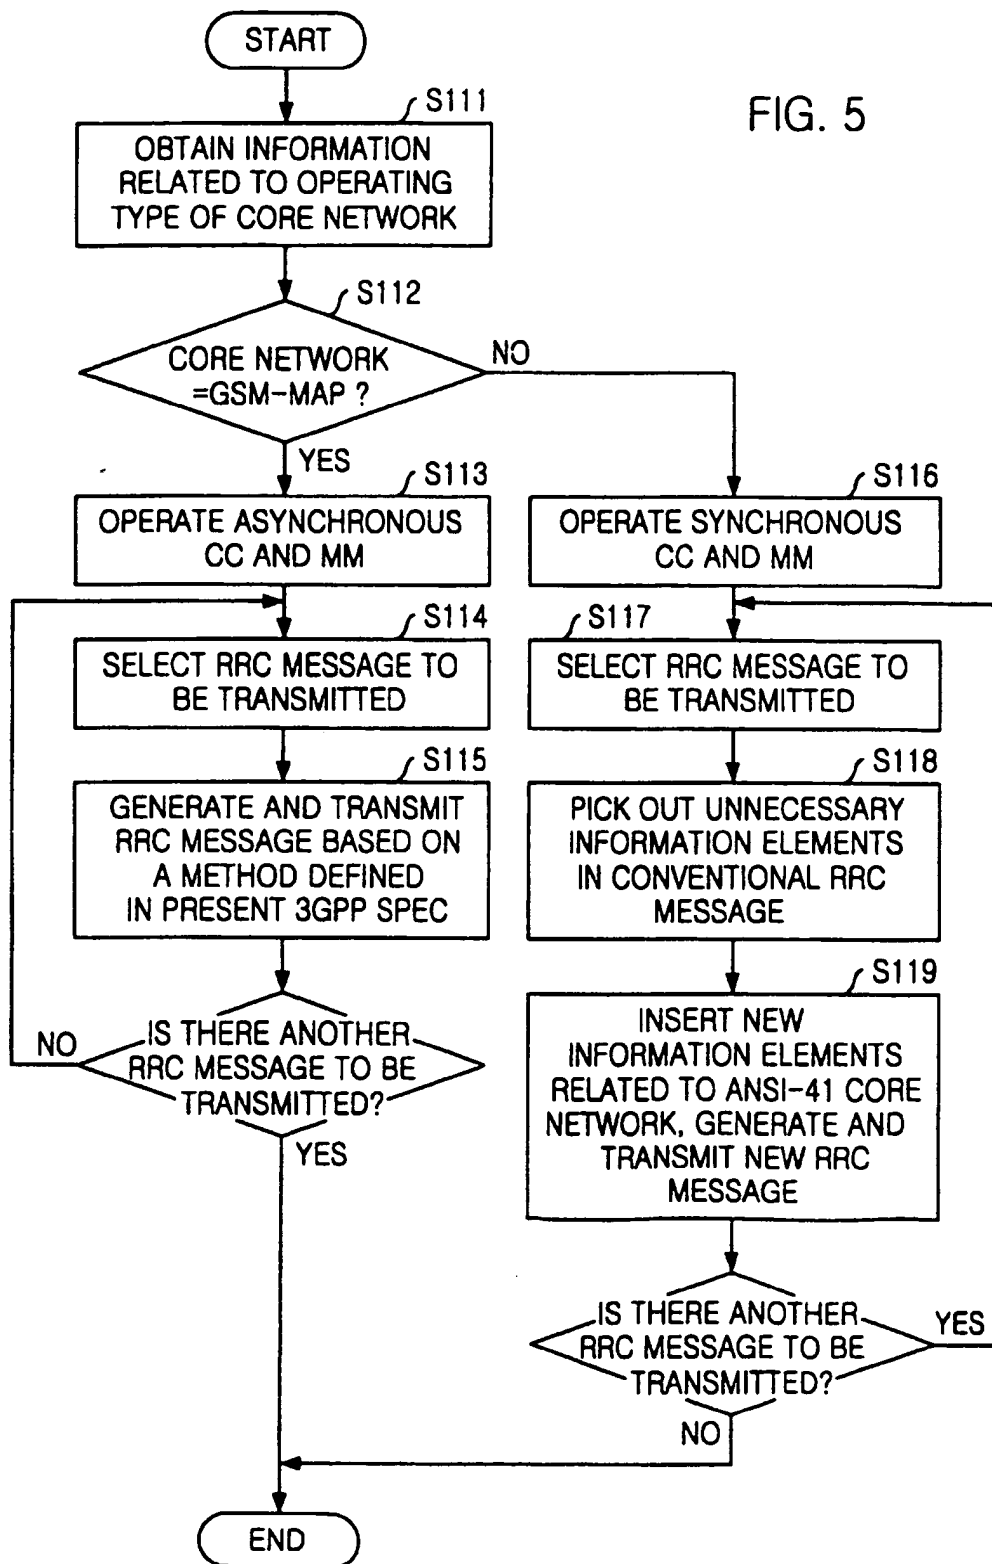 START
FIG. 5
S111
OBTAIN INFORMATION
RELATED TO OPERATING
TYPE OF CORE NETWORK
S112
CORE NETWORK
=GSM-MAP ?
NO
YES
S113
OPERATE ASYNCHRONOUS
CC AND MM
S114
SELECT RRC MESSAGE TO
BE TRANSMITTED
S115
GENERATE AND TRANSMIT
RRC MESSAGE BASED ON
A METHOD DEFINED
IN PRESENT 3GPP SPEC
IS THERE ANOTHER
RRC MESSAGE TO BE
TRANSMITTED?
NO
YES
S116
OPERATE SYNCHRONOUS
CC AND MM
S117
SELECT RRC MESSAGE TO
BE TRANSMITTED
S118
PICK OUT UNNECESSARY
INFORMATION ELEMENTS
IN CONVENTIONAL RRC
MESSAGE
S119
INSERT NEW
INFORMATION ELEMENTS
RELATED TO ANSI-41 CORE
NETWORK, GENERATE AND
TRANSMIT NEW RRC
MESSAGE
IS THERE ANOTHER
RRC MESSAGE TO BE
TRANSMITTED?
YES
NO
END